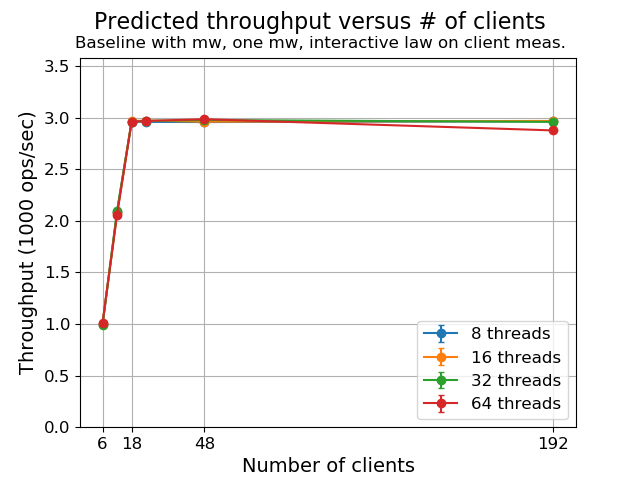 Predicted throughput versus # of clients
Baseline with mw, one mw, interactive law on client meas.
Throughput (1000 ops/sec)
3.5
3.0
2.5
2.0
1.5
1.0
0.5
0.0
8 threads
16 threads
32 threads
64 threads
6 18 48 192
Number of clients